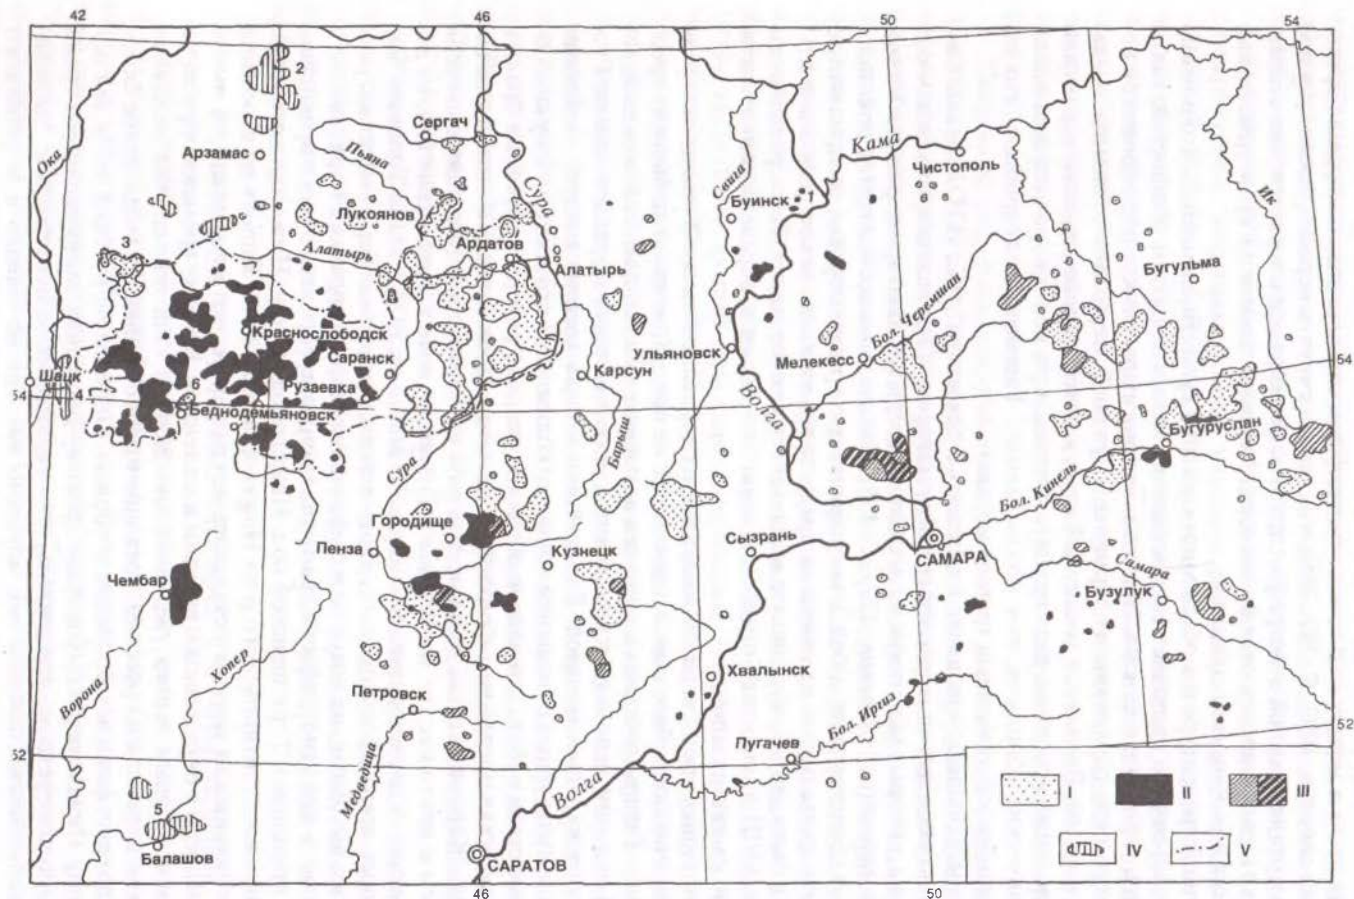 42
46
50
54
2
Сергач
Кама
Ока
Арзамас
Пьяна
Чистополь
Сура
Свига
Буинск
1
Ик
Лукоянов
Ардатов
3
Алатырь
Алатырь
Бугульма
Краснослободск
Бол. Черемшан
Саранск
Ульяновск
Мелекесс
54
Шацк
4
6
Рузаевка
Карсун
54
Беднодемьяновск
Волга
Бугуруслан
Барыш
Сура
Бол. Кинель
Городище
Пенза
Сызрань
САМАРА
Кузнецк
Самара
Чембар
Бузулук
Хвалынск
Хопер
Ворона
Петровск
Бол. Иргиз
52
52
Пугачев
Медведица
Волга
I
II
III
5
Балашов
САРАТОВ
IV
V
46
50